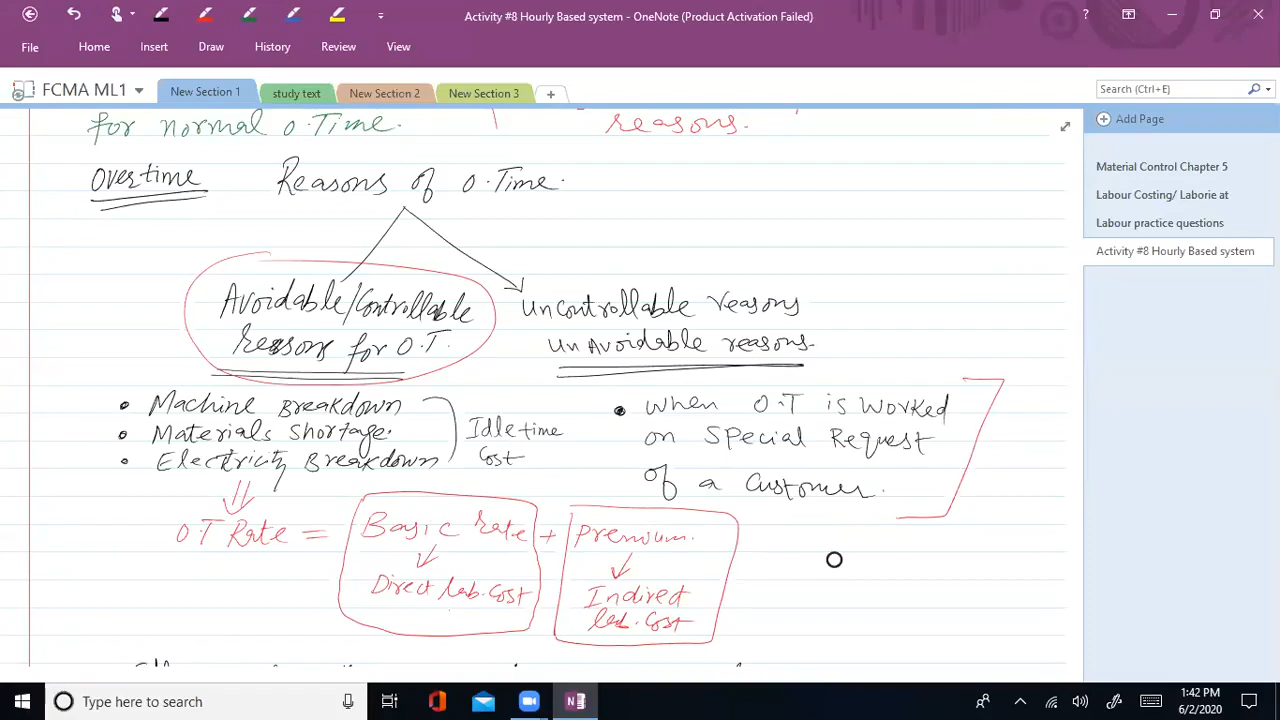 Activity #8 Hourly Based system - OneNote (Product Activation Failed)
?
File Home Insert Draw History Review View
FCMA ML1 New Section 1 study text New Section 2 New Section 3 +
Search (Ctrl+E)
Add Page
Material Control Chapter 5
Labour Costing/ Laborie at
Labour practice questions
Activity #8 Hourly Based system
for normal O.Time. reasons.
Overtime Reasons of O.Time.
Avoidable/Controllable
Reasons for O.T.
Uncontrollable reasons
UnAvoidable reasons.
• Machine Breakdown
• Materials Shortage.
• Electricity Breakdown
Idle time
Cost
• When O.T is worked
on Special Request
of a Customer.
O.T Rate = Basic rate + Premium.
Direct Lab. Cost
Indirect
Lab. Cost
Type here to search
1:42 PM
6/2/2020